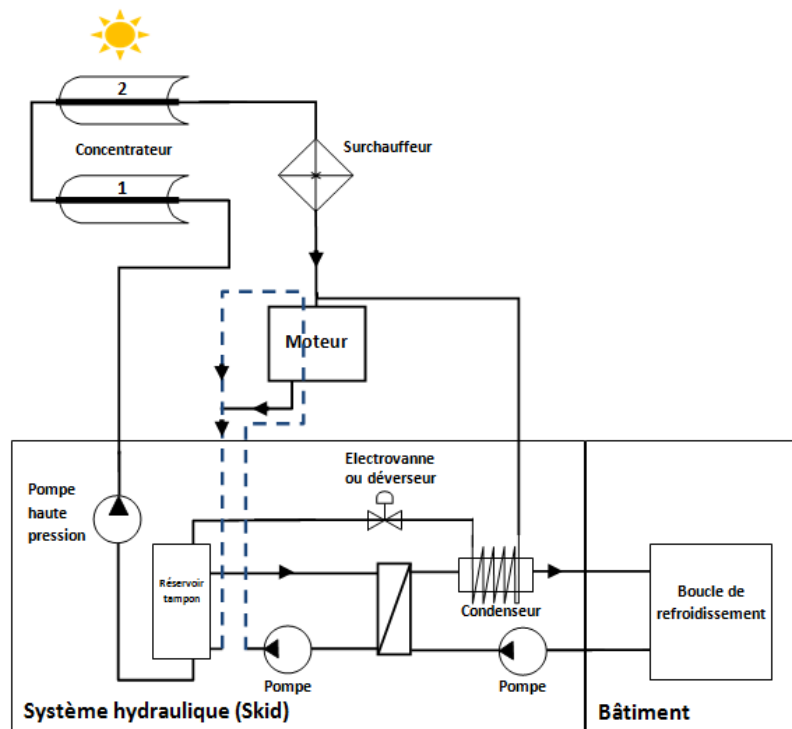 2
Concentrateur
1
Surchauffeur
Moteur
Electrovanne
ou déverseur
Pompe
haute
pression
Réservoir
tampon
Condenseur
Boucle de
refroidissement
Pompe
Pompe
Système hydraulique (Skid)
Bâtiment